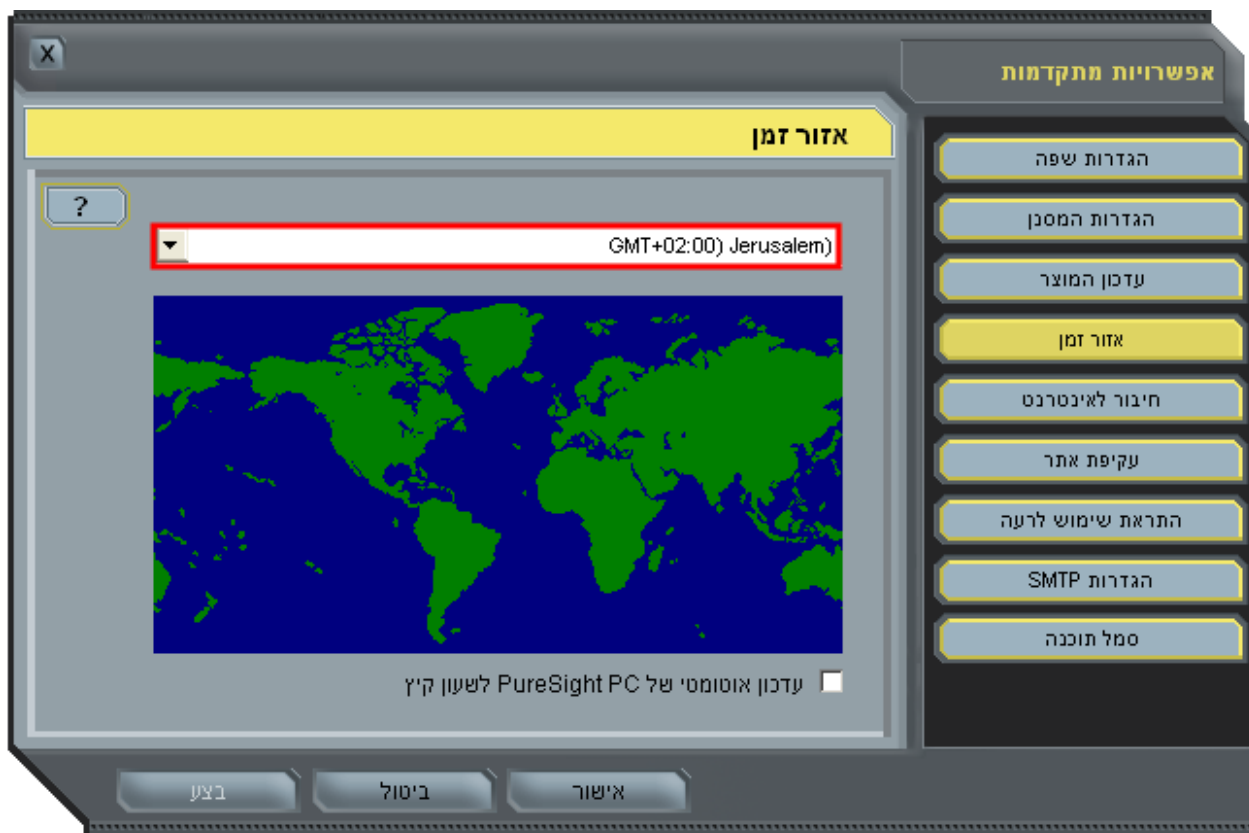 X
אפשרויות מתקדמות
אזור זמן
?
GMT+02:00) Jerusalem)
עדכון אוטומטי של PureSight PC לשעון קיץ
הגדרות שפה
הגדרות המסנן
עדכון המוצר
אזור זמן
חיבור לאינטרנט
עקיפת אתר
התראת שימוש לרעה
הגדרות SMTP
סמל תוכנה
אישור
ביטול
בצע